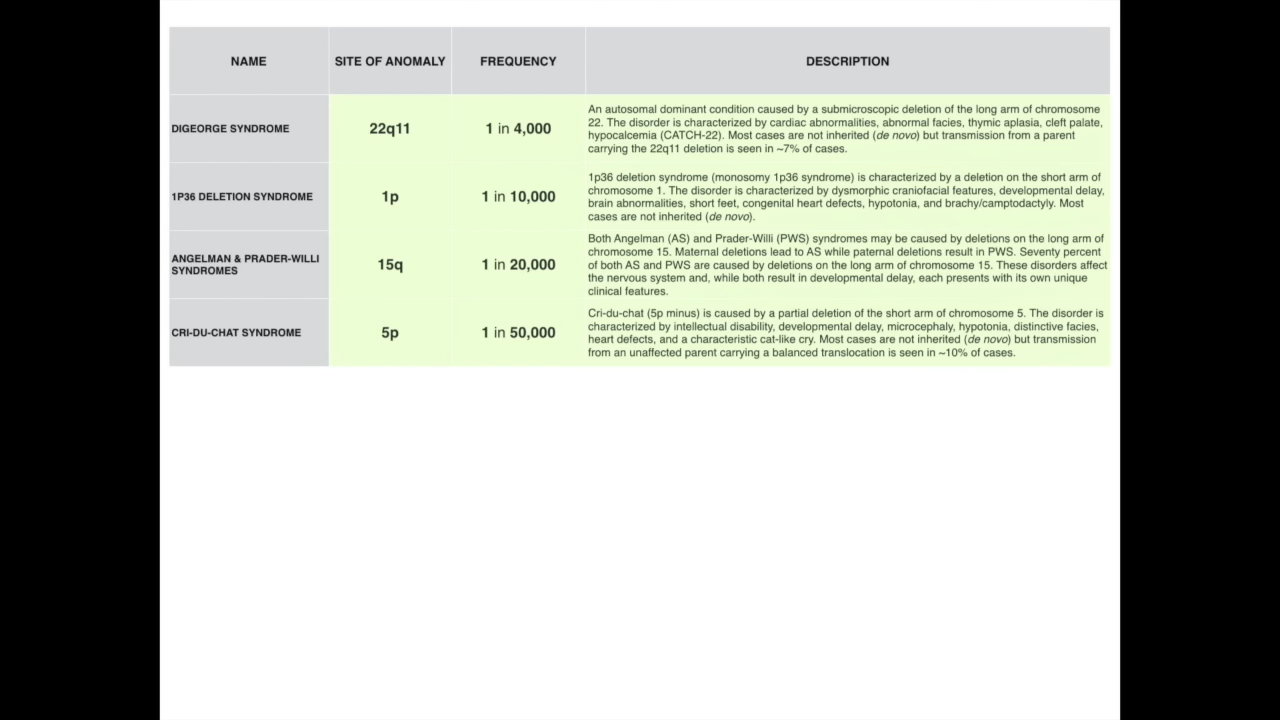 NAME SITE OF ANOMALY FREQUENCY DESCRIPTION
DIGEORGE SYNDROME
22q11
1 in 4,000
An autosomal dominant condition caused by a submicroscopic deletion of the long arm of chromosome
22. The disorder is characterized by cardiac abnormalities, abnormal facies, thymic aplasia, cleft palate,
hypocalcemia (CATCH-22). Most cases are not inherited (de novo) but transmission from a parent
carrying the 22q11 deletion is seen in ~7% of cases.
1P36 DELETION SYNDROME
1p
1 in 10,000
1p36 deletion syndrome (monosomy 1p36 syndrome) is characterized by a deletion on the short arm of
chromosome 1. The disorder is characterized by dysmorphic craniofacial features, developmental delay,
brain abnormalities, short feet, congenital heart defects, hypotonia, and brachy/camptodactyly. Most
cases are not inherited (de novo).
ANGELMAN & PRADER-WILLI
SYNDROMES
15q
1 in 20,000
Both Angelman (AS) and Prader-Willi (PWS) syndromes may be caused by deletions on the long arm of
chromosome 15. Maternal deletions lead to AS while paternal deletions result in PWS. Seventy percent
of both AS and PWS are caused by deletions on the long arm of chromosome 15. These disorders affect
the nervous system and, while both result in developmental delay, each presents with its own unique
clinical features.
CRI-DU-CHAT SYNDROME
5p
1 in 50,000
Cri-du-chat (5p minus) is caused by a partial deletion of the short arm of chromosome 5. The disorder is
characterized by intellectual disability, developmental delay, microcephaly, hypotonia, distinctive facies,
heart defects, and a characteristic cat-like cry. Most cases are not inherited (de novo) but transmission
from an unaffected parent carrying a balanced translocation is seen in ~10% of cases.